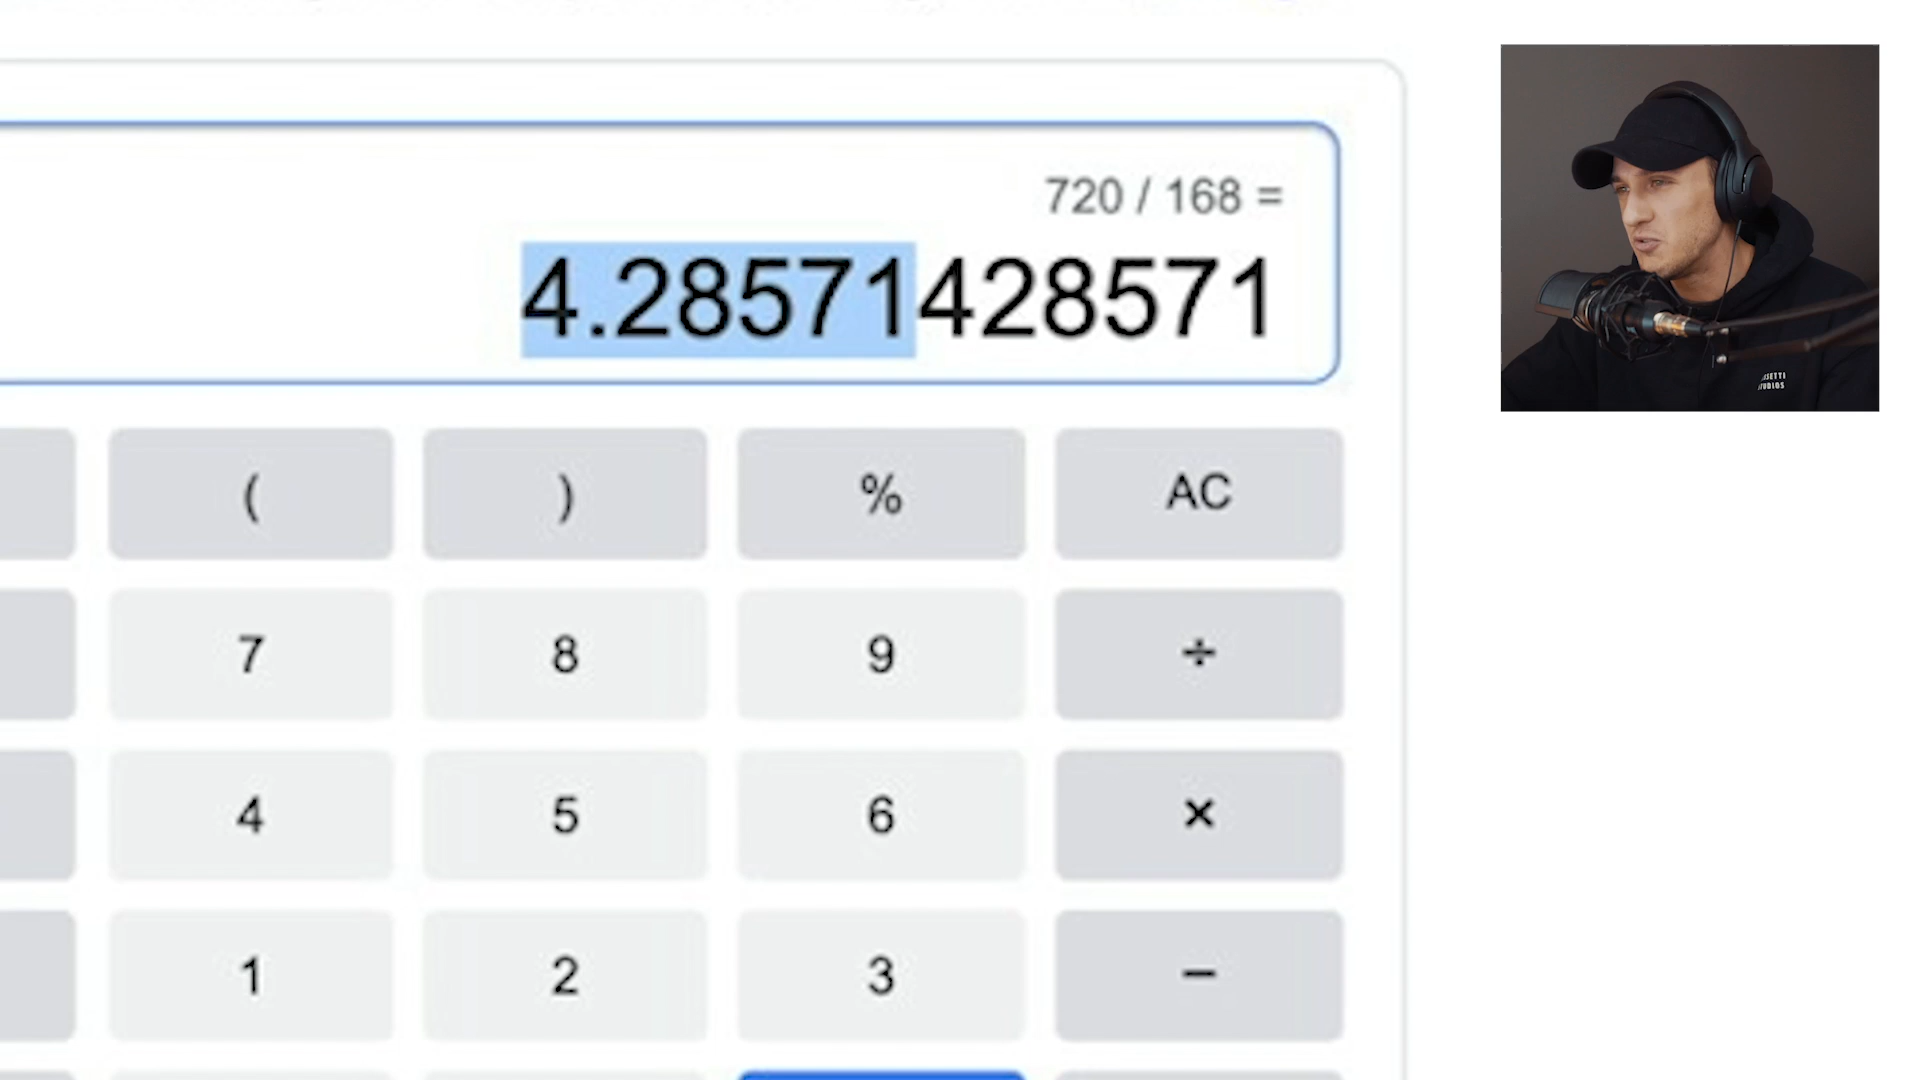 720 / 168 =
4.28571428571
( ) % AC
7 8 9 ÷
4 5 6 ×
1 2 3 −